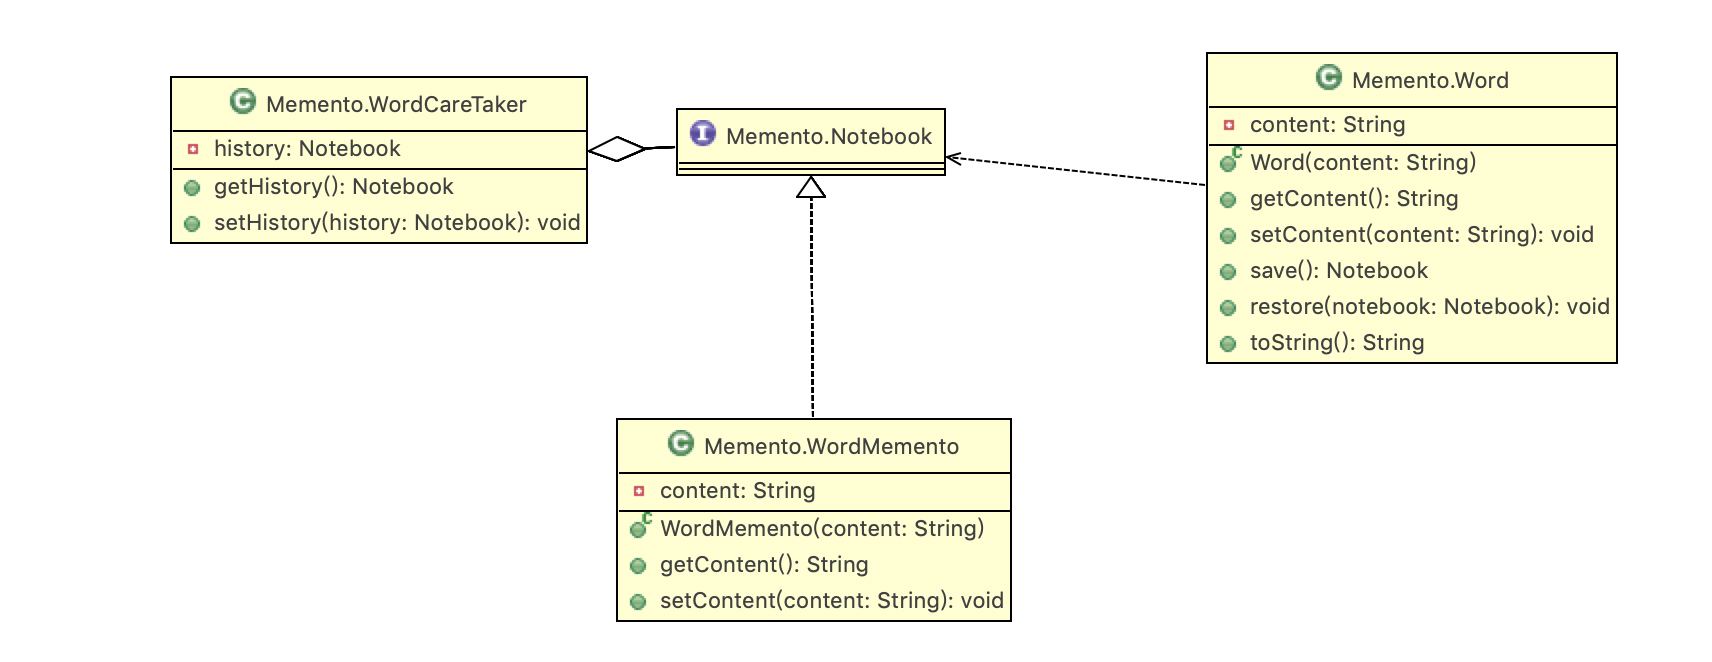 Memento.WordCareTaker
history: Notebook
getHistory(): Notebook
setHistory(history: Notebook): void
Memento.Notebook
Memento.Word
content: String
Word(content: String)
getContent(): String
setContent(content: String): void
save(): Notebook
restore(notebook: Notebook): void
toString(): String
Memento.WordMemento
content: String
WordMemento(content: String)
getContent(): String
setContent(content: String): void